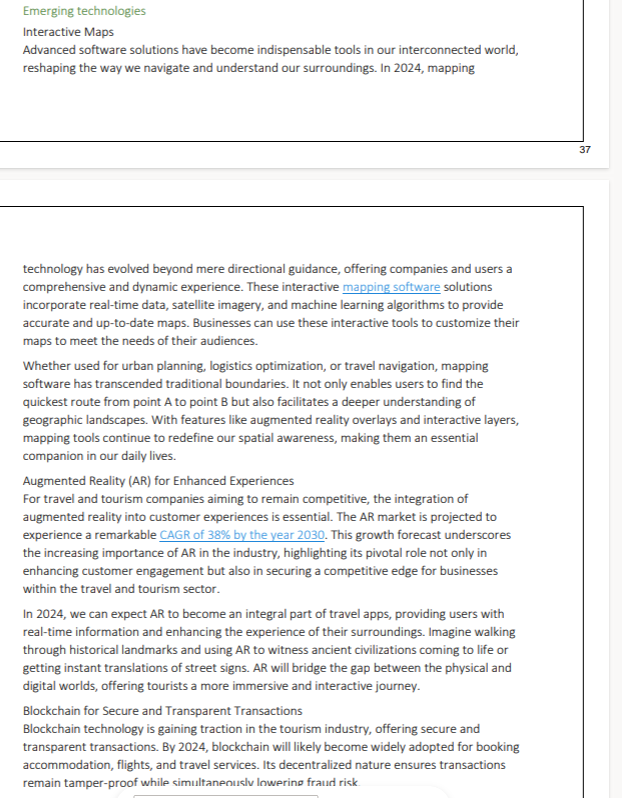 Emerging technologies
Interactive Maps
Advanced software solutions have become indispensable tools in our interconnected world,
reshaping the way we navigate and understand our surroundings. In 2024, mapping
37
technology has evolved beyond mere directional guidance, offering companies and users a
comprehensive and dynamic experience. These interactive mapping software solutions
incorporate real-time data, satellite imagery, and machine learning algorithms to provide
accurate and up-to-date maps. Businesses can use these interactive tools to customize their
maps to meet the needs of their audiences.
Whether used for urban planning, logistics optimization, or travel navigation, mapping
software has transcended traditional boundaries. It not only enables users to find the
quickest route from point A to point B but also facilitates a deeper understanding of
geographic landscapes. With features like augmented reality overlays and interactive layers,
mapping tools continue to redefine our spatial awareness, making them an essential
companion in our daily lives.
Augmented Reality (AR) for Enhanced Experiences
For travel and tourism companies aiming to remain competitive, the integration of
augmented reality into customer experiences is essential. The AR market is projected to
experience a remarkable CAGR of 38% by the year 2030. This growth forecast underscores
the increasing importance of AR in the industry, highlighting its pivotal role not only in
enhancing customer engagement but also in securing a competitive edge for businesses
within the travel and tourism sector.
In 2024, we can expect AR to become an integral part of travel apps, providing users with
real-time information and enhancing the experience of their surroundings. Imagine walking
through historical landmarks and using AR to witness ancient civilizations coming to life or
getting instant translations of street signs. AR will bridge the gap between the physical and
digital worlds, offering tourists a more immersive and interactive journey.
Blockchain for Secure and Transparent Transactions
Blockchain technology is gaining traction in the tourism industry, offering secure and
transparent transactions. By 2024, blockchain will likely become widely adopted for booking
accommodation, flights, and travel services. Its decentralized nature ensures transactions
remain tamper-proof while simultaneously lowering fraud risk.